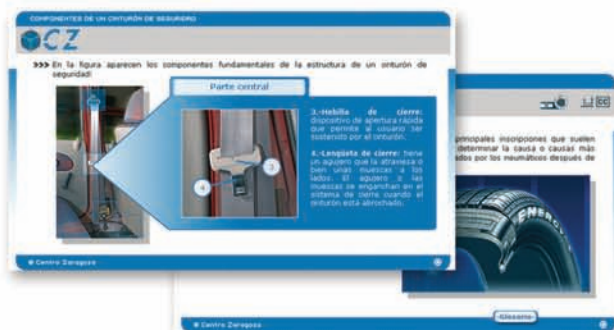 COMPONENTES DE UN CINTURÓN DE SEGURIDAD
CZ
>>> En la figura aparecen los componentes fundamentales de la estructura de un cinturón de
seguridad:
Parte central
3.-Hebilla de cierre:
dispositivo de apertura rápida
que permite al usuario ser
sostenido por el cinturón.
4.-Lengüeta de cierre: tiene
un agujero que la atraviesa o
bien unas muescas a los
lados. El agujero o las
muescas se enganchan en el
sistema de cierre cuando el
cinturón está abrochado.
3
4
Centro Zaragoza
principales inscripciones que suelen
determinar la causa o causas más
ados por los neumáticos después de
ENERGY
Glosario
Centro Zaragoza